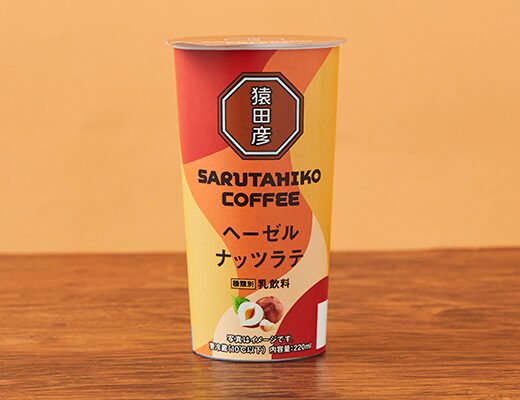 猿田彦
SARUTAHIKO
COFFEE
ヘーゼル
ナッツラテ
種類別 乳飲料
写真はイメージです
要冷蔵(10℃以下) 内容量:220ml